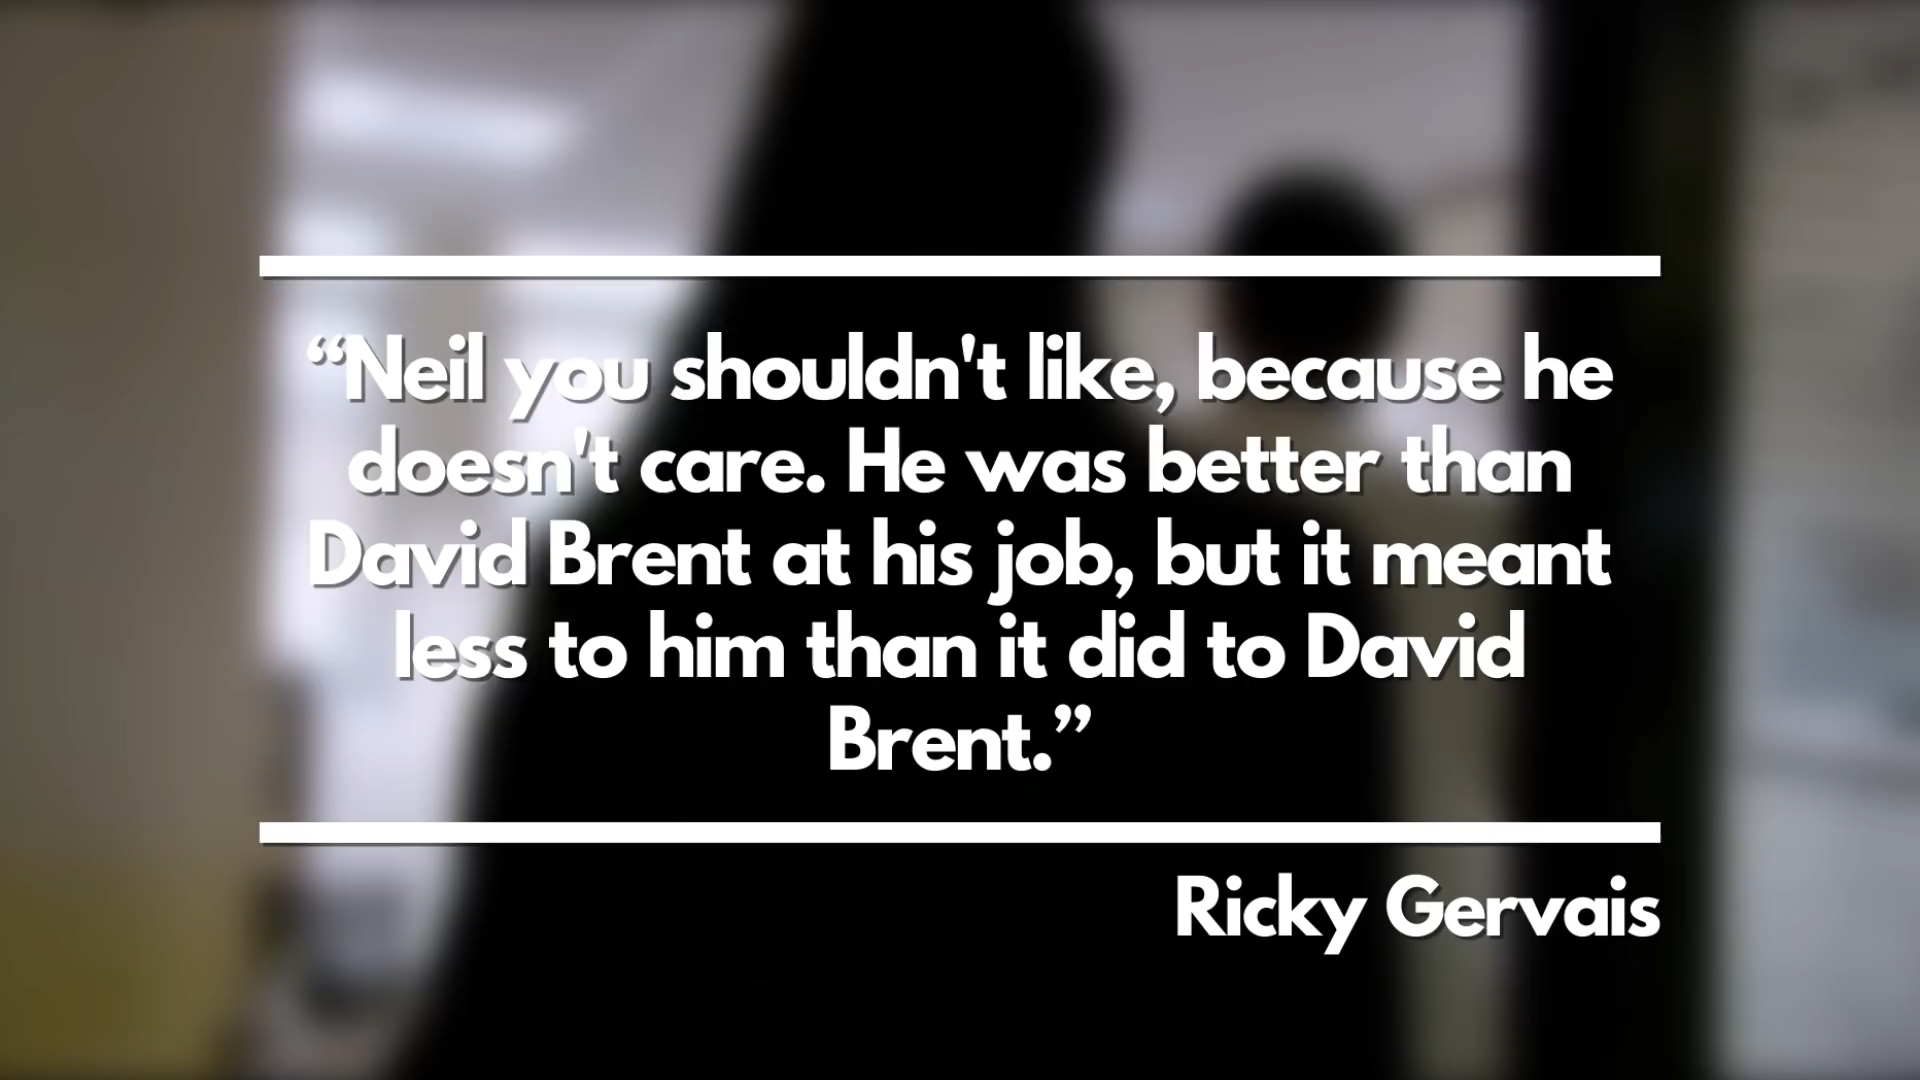 “Neil you shouldn't like, because he
doesn't care. He was better than
David Brent at his job, but it meant
less to him than it did to David
Brent.”
Ricky Gervais